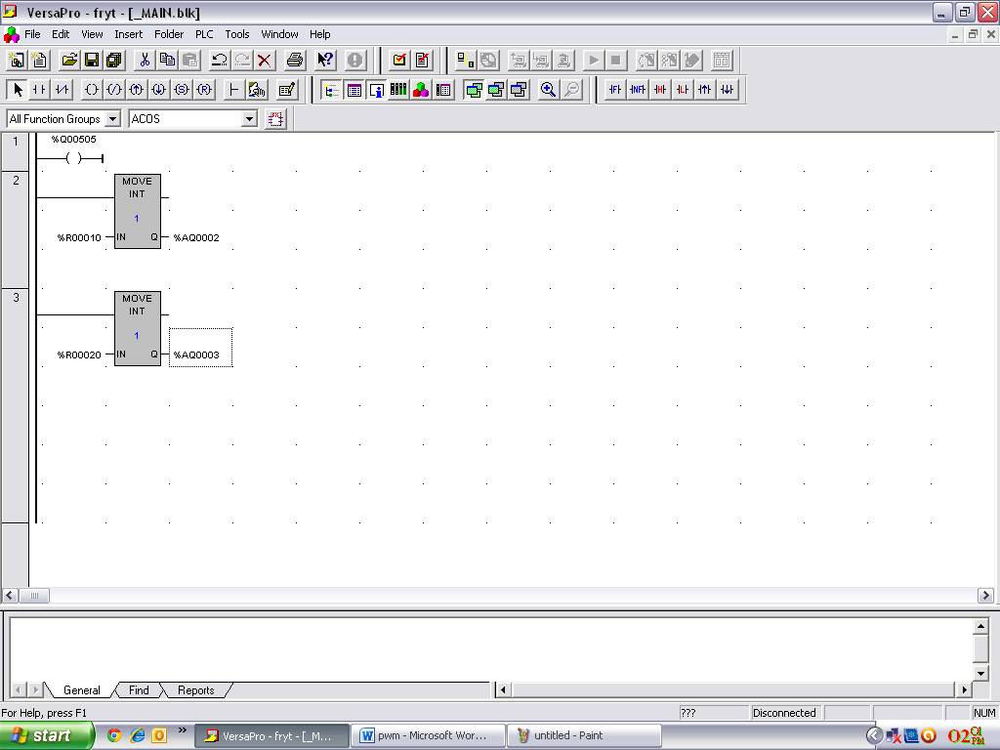 VersaPro - fryt - [_MAIN.blk]
File Edit View Insert Folder PLC Tools Window Help
All Function Groups ACOS
1
%Q00505
2
MOVE
INT
1
%R00010 IN Q %AQ0002
3
MOVE
INT
1
%R00020 IN Q %AQ0003
General Find Reports
For Help, press F1 ??? Disconnected NUM
start VersaPro - fryt - [_M... pwm - Microsoft Wor... untitled - Paint